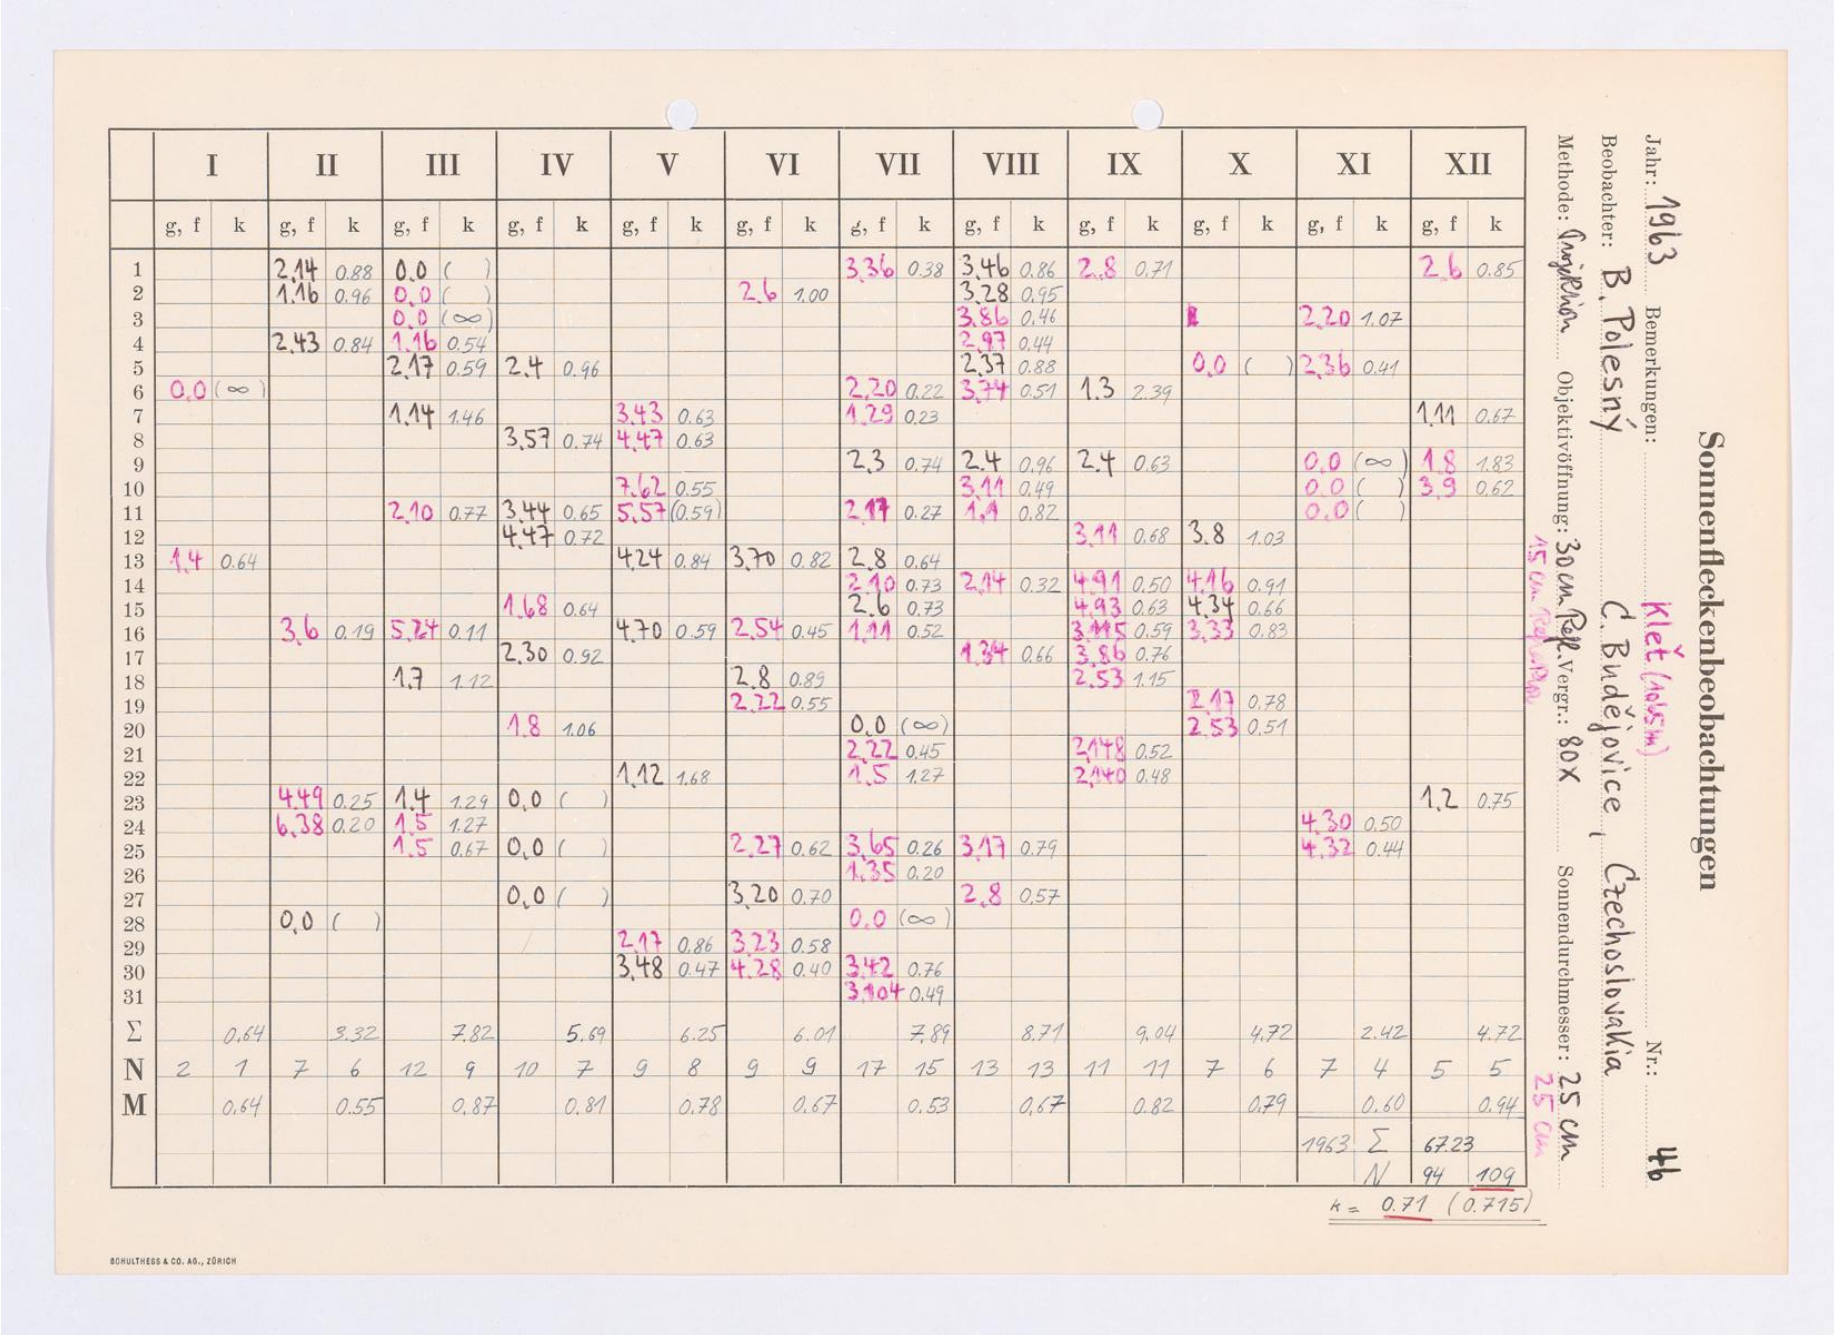 Sonnenfleckenbeobachtungen
Jahr: 1963 Bemerkungen: Kleť (1065m) Nr.: 46
Beobachter: B. Polesný Č. Budějovice, Czechoslovakia
Methode: Projektion Objektivöffnung: 30 cm Refl. Vergr.: 80x Sonnendurchmesser: 25 cm
15 cm 25 cm
I II III IV V VI VII VIII IX X XI XII
g, f k g, f k g, f k g, f k g, f k g, f k g, f k g, f k g, f k g, f k g, f k g, f k
1 2,14 0.88 0,0 ( ) 3,36 0.38 3,46 0.86 2,8 0.71 2,6 0.85
2 1,16 0.96 0,0 ( ) 2,6 1.00 3,28 0.95
3 0,0 (∞) 3,86 0.46 2,20 1.07
4 2,43 0.84 1,16 0.54 2,97 0.44
5 2,17 0.59 2,4 0.96 2,37 0.88 0,0 ( ) 2,36 0.41
6 0,0 (∞) 2,20 0.22 3,74 0.51 1,3 2.39
7 1,14 1.46 3,43 0.63 1,29 0.23 1,11 0.67
8 3,57 0.74 4,47 0.63
9 2,3 0.74 2,4 0.96 2,4 0.63 0,0 (∞) 1,8 1.83
10 7,62 0.55 3,11 0.49 0,0 ( ) 3,9 0.62
11 2,10 0.77 3,44 0.65 5,57 (0.59) 2,17 0.27 1,1 0.82 0,0 ( )
12 4,47 0.72 3,11 0.68 3,8 1.03
13 1,4 0.64 4,24 0.84 3,70 0.82 2,8 0.64
14 2,10 0.73 2,14 0.32 4,91 0.50 4,16 0.91
15 1,68 0.64 2,6 0.73 4,93 0.63 4,34 0.66
16 3,6 0.19 5,24 0.11 4,70 0.59 2,54 0.45 1,11 0.52 3,115 0.59 3,33 0.83
17 2,30 0.92 1,34 0.66 3,86 0.76
18 1,7 1.12 2,8 0.89 2,53 1.15
19 2,22 0.55 2,17 0.78
20 1,8 1.06 0,0 (∞) 2,53 0.51
21 2,22 0.45 2,148 0.52
22 1,12 1.68 1,5 1.27 2,140 0.48
23 4,49 0.25 1,4 1.29 0,0 ( ) 1,2 0.75
24 6,38 0.20 1,5 1.27 4,30 0.50
25 1,5 0.67 0,0 ( ) 2,27 0.62 3,65 0.26 3,17 0.79 4,32 0.44
26 1,35 0.20
27 0,0 ( ) 3,20 0.70 2,8 0.57
28 0,0 ( ) 0,0 (∞)
29 2,17 0.86 3,23 0.58
30 3,48 0.47 4,28 0.40 3,42 0.76
31 3,104 0.49
Σ 0.64 3.32 7.82 5.69 6.25 6.01 7.89 8.71 9.04 4.72 2.42 4.72
N 2 1 7 6 12 9 10 7 9 8 9 9 17 15 13 13 11 11 7 6 7 4 5 5
M 0.64 0.55 0.87 0.81 0.78 0.67 0.53 0.67 0.82 0.79 0.60 0.94
1963 Σ 67.23
N 94 109
k = 0.71 (0.715)
SCHULTHESS & CO. AG., ZÜRICH